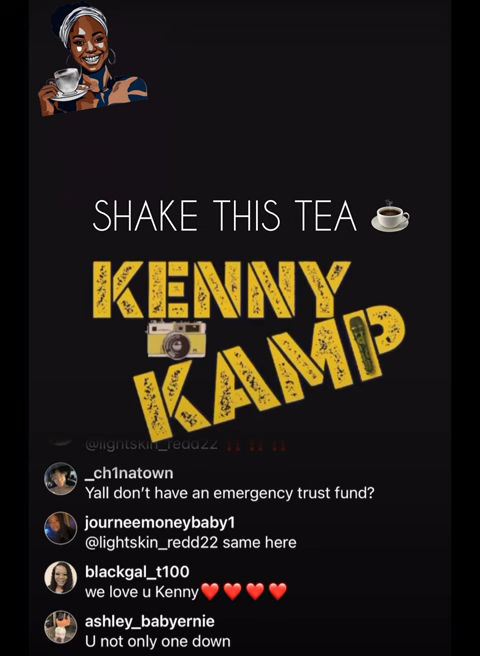 SHAKE THIS TEA ☕
KENNY
KAMP
@lightskin_redd22 ‼️‼️‼️
_ch1natown
Yall don’t have an emergency trust fund?
journeemoneybaby1
@lightskin_redd22 same here
blackgal_t100
we love u Kenny❤️❤️❤️❤️
ashley_babyernie
U not only one down